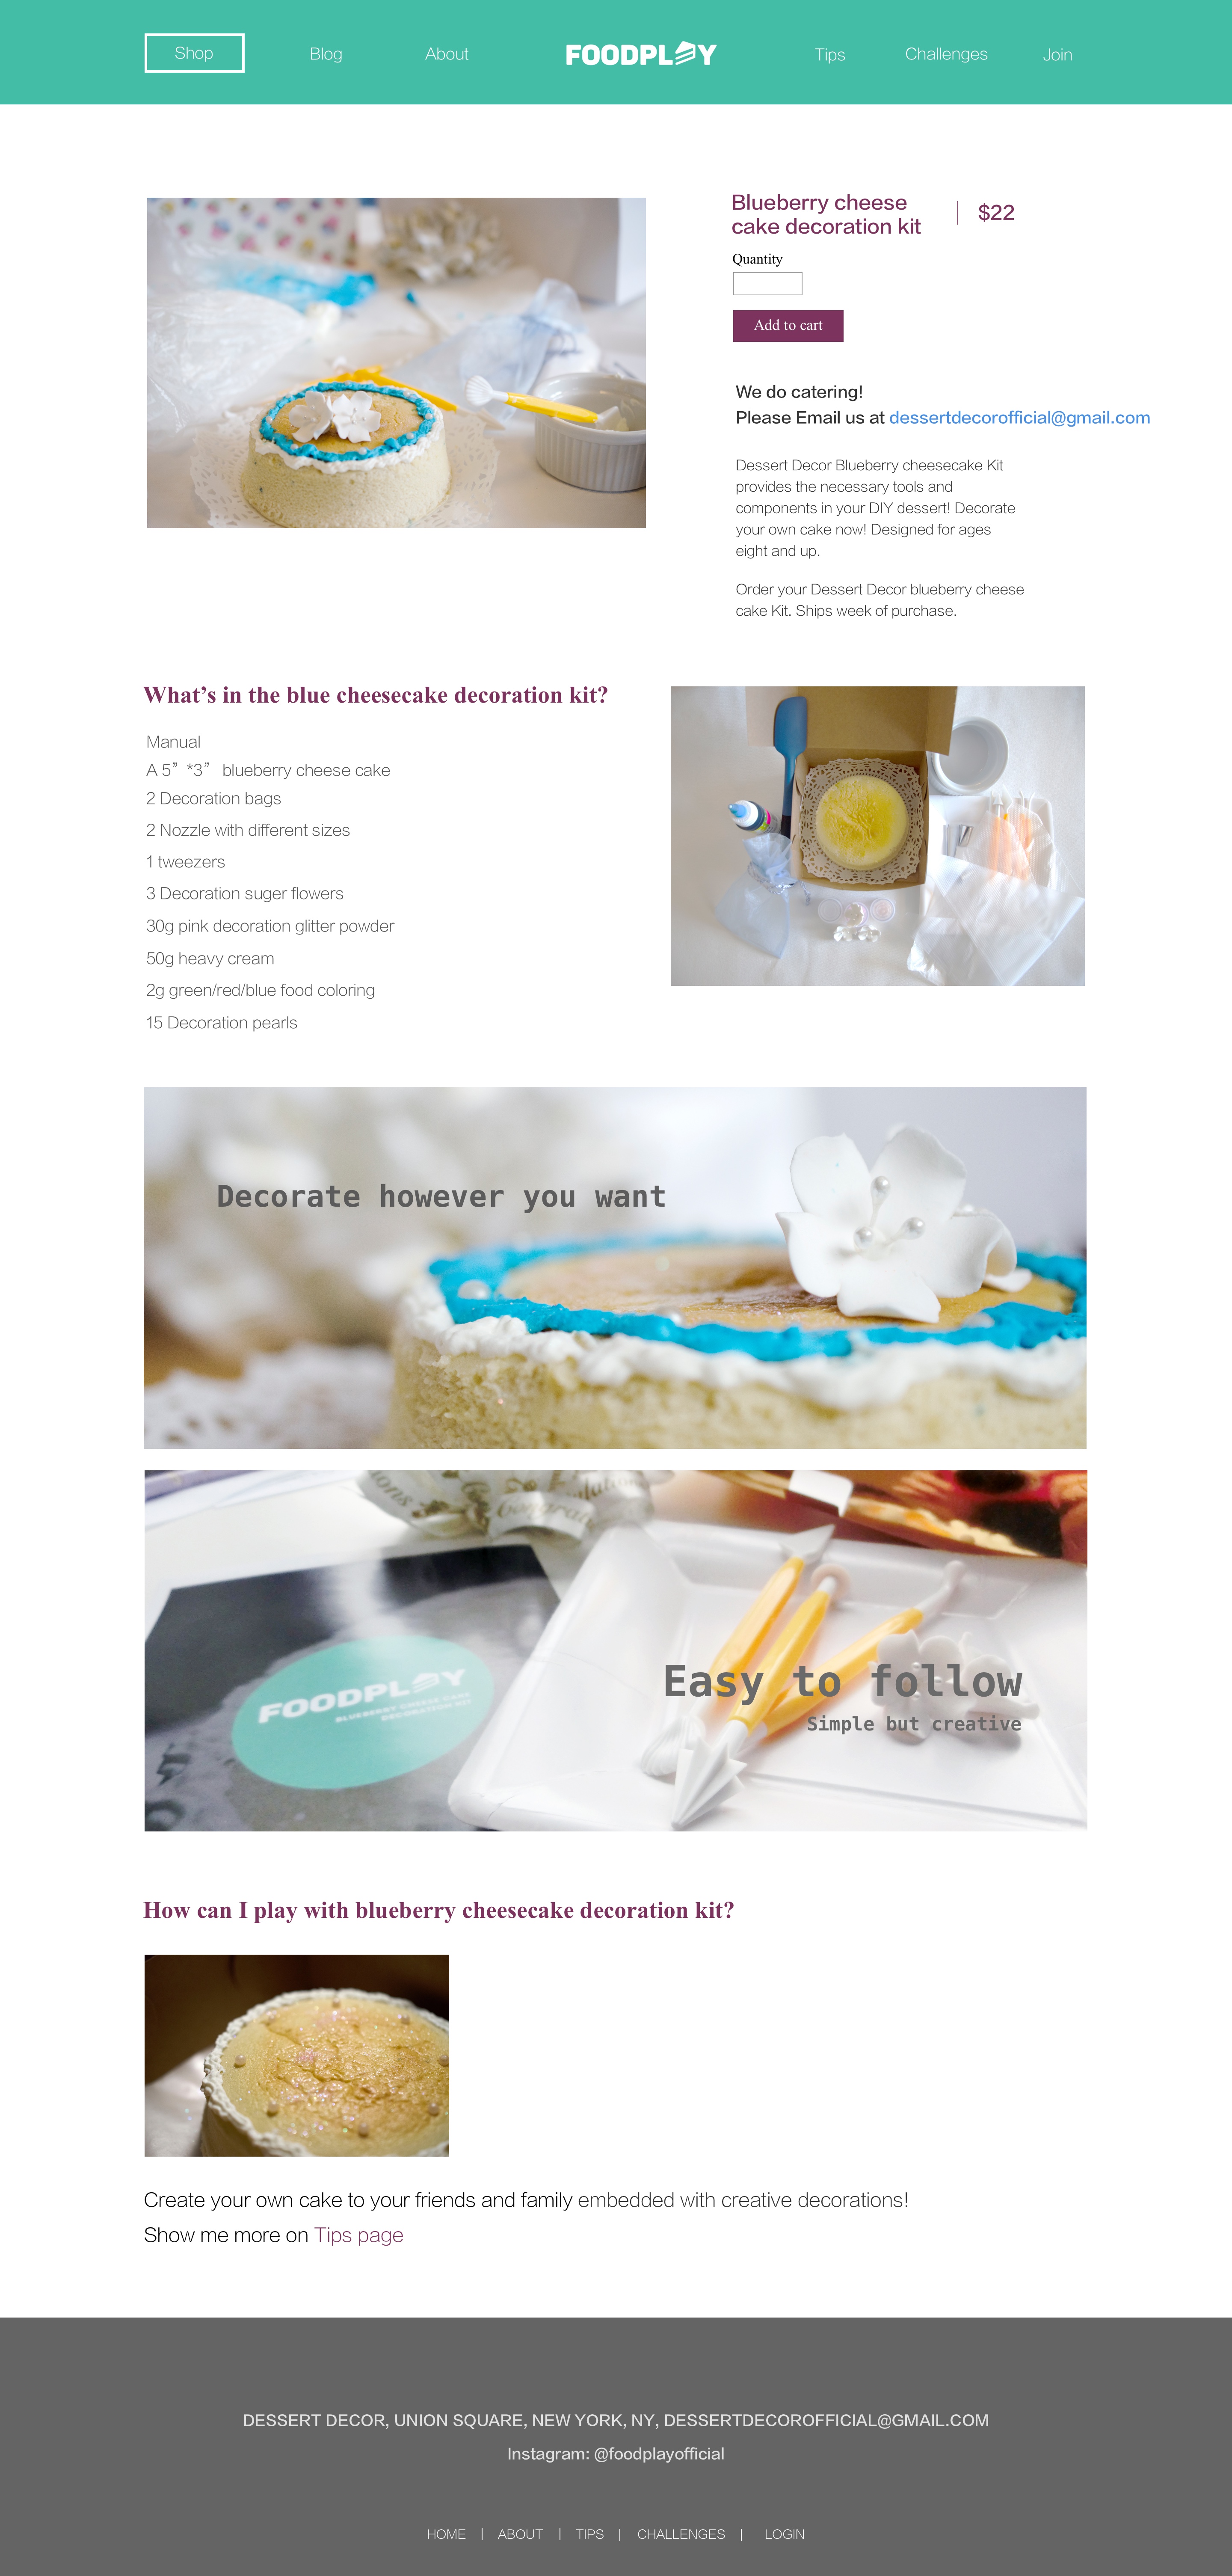 Shop
Blog
About
FOODPLAY
Tips
Challenges
Join
Blueberry cheese
cake decoration kit
$22
Quantity
Add to cart
We do catering!
Please Email us at dessertdecorofficial@gmail.com
Dessert Decor Blueberry cheesecake Kit
provides the necessary tools and
components in your DIY dessert! Decorate
your own cake now! Designed for ages
eight and up.
Order your Dessert Decor blueberry cheese
cake Kit. Ships week of purchase.
What’s in the blue cheesecake decoration kit?
Manual
A 5” *3” blueberry cheese cake
2 Decoration bags
2 Nozzle with different sizes
1 tweezers
3 Decoration suger flowers
30g pink decoration glitter powder
50g heavy cream
2g green/red/blue food coloring
15 Decoration pearls
Decorate however you want
FOODPLAY
BLUEBERRY CHEESE CAKE
DECORATION KIT
Easy to follow
Simple but creative
How can I play with blueberry cheesecake decoration kit?
Create your own cake to your friends and family embedded with creative decorations!
Show me more on Tips page
DESSERT DECOR, UNION SQUARE, NEW YORK, NY, DESSERTDECOROFFICIAL@GMAIL.COM
Instagram: @foodplayofficial
HOME | ABOUT | TIPS | CHALLENGES | LOGIN